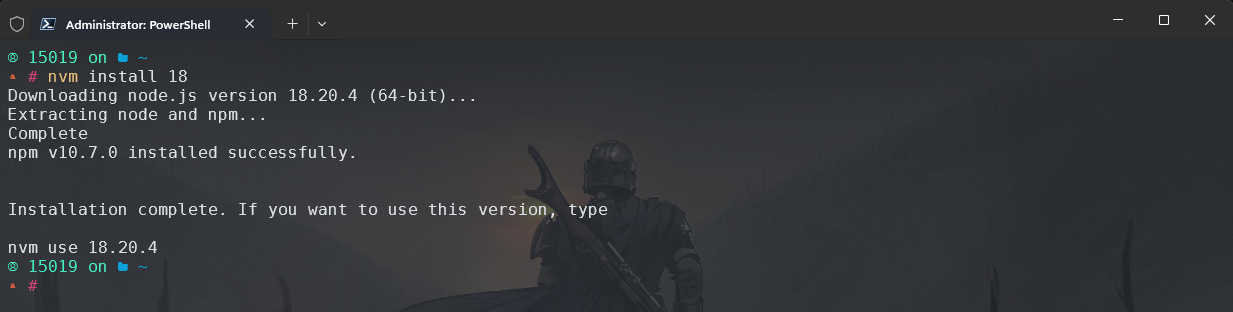 Administrator: PowerShell
@ 15019 on ~
# nvm install 18
Downloading node.js version 18.20.4 (64-bit)...
Extracting node and npm...
Complete
npm v10.7.0 installed successfully.
Installation complete. If you want to use this version, type
nvm use 18.20.4
@ 15019 on ~
#